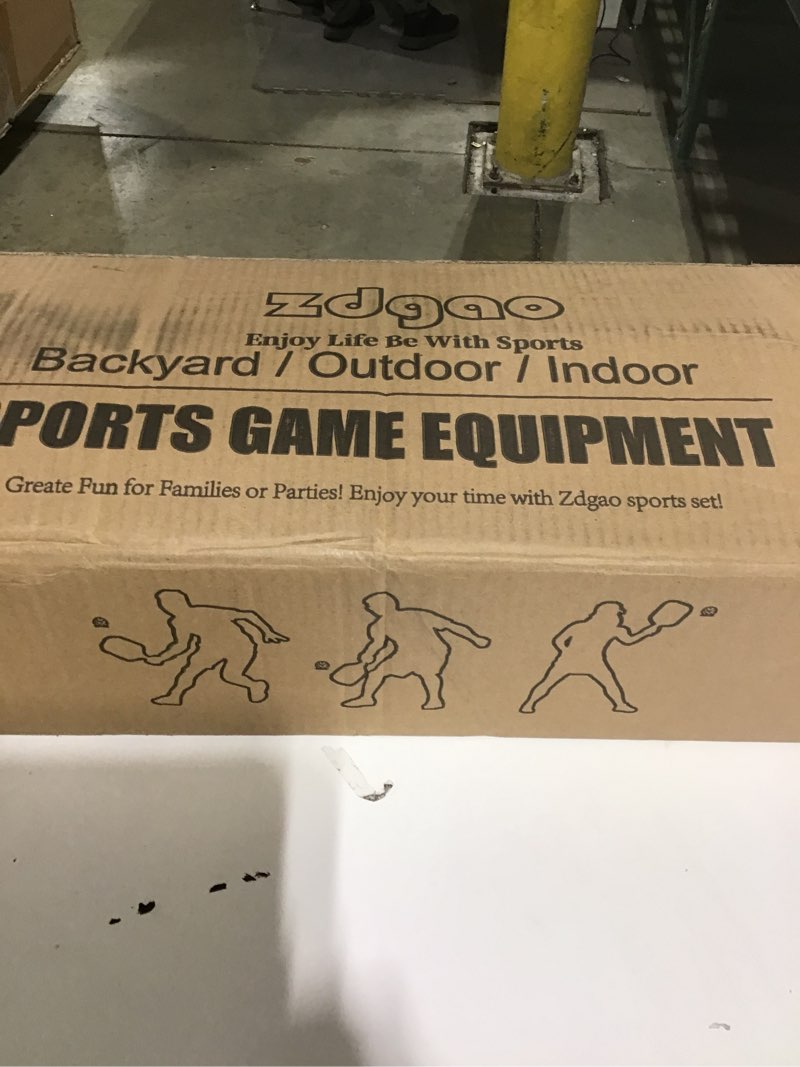 zdgao
Enjoy Life Be With Sports
Backyard / Outdoor / Indoor
PORTS GAME EQUIPMENT
Greate Fun for Families or Parties! Enjoy your time with Zdgao sports set!